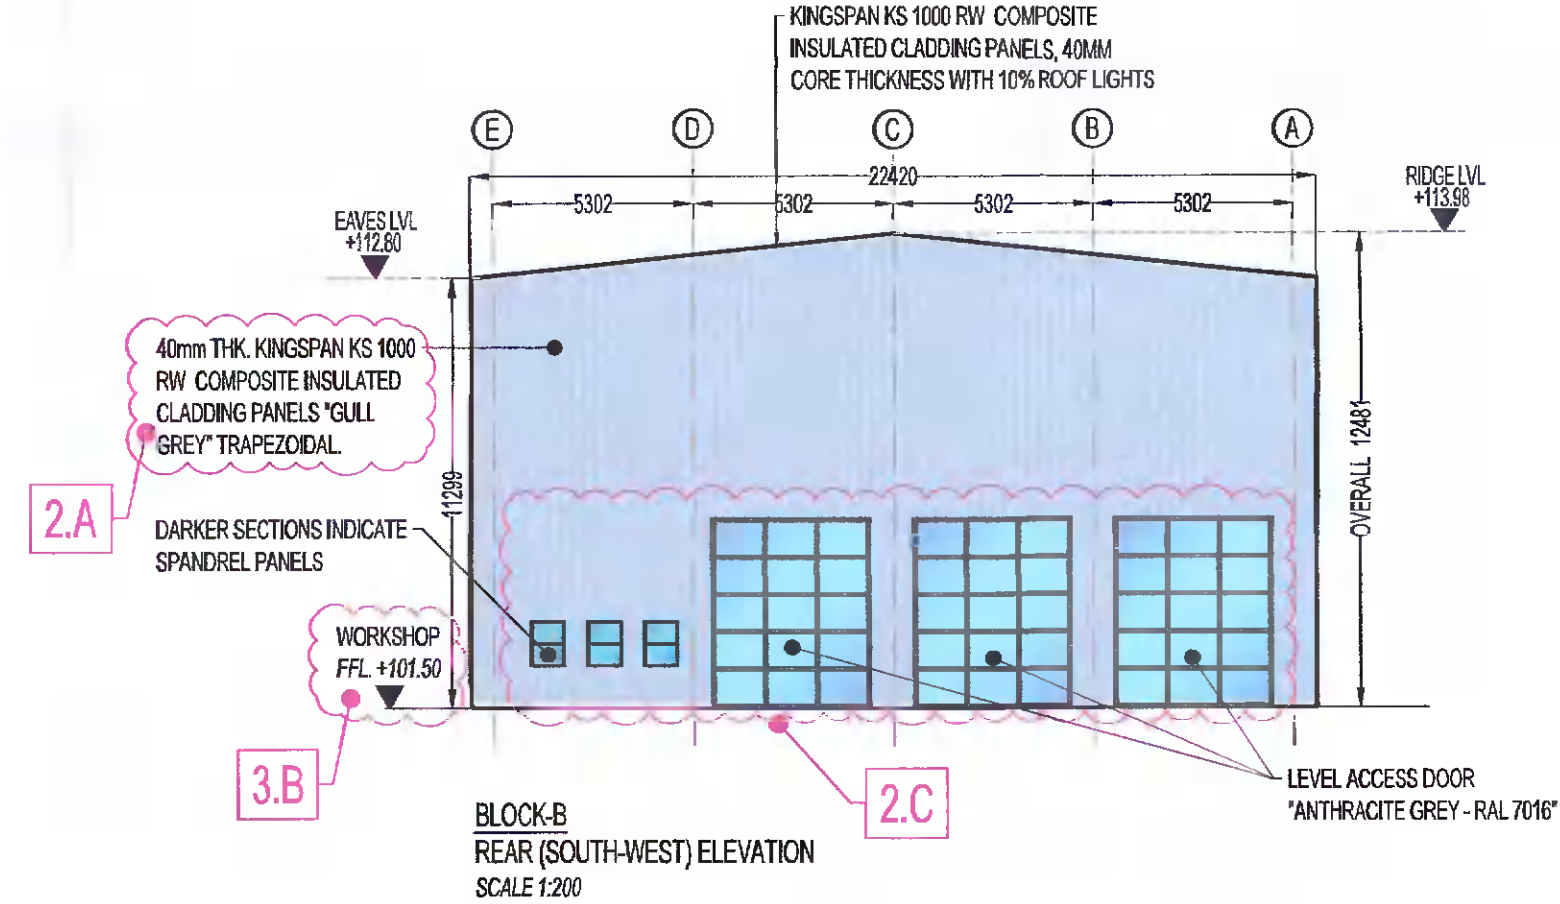 KINGSPAN KS 1000 RW COMPOSITE
INSULATED CLADDING PANELS, 40MM
CORE THICKNESS WITH 10% ROOF LIGHTS
E
D
C
B
A
22420
5302
5302
5302
5302
RIDGE LVL
+113.98
EAVES LVL
+112.80
40mm THK. KINGSPAN KS 1000
RW COMPOSITE INSULATED
CLADDING PANELS "GULL
GREY" TRAPEZOIDAL.
2.A
11299
OVERALL 12481
DARKER SECTIONS INDICATE
SPANDREL PANELS
WORKSHOP
FFL. +101.50
3.B
2.C
LEVEL ACCESS DOOR
"ANTHRACITE GREY - RAL 7016"
BLOCK-B
REAR (SOUTH-WEST) ELEVATION
SCALE 1:200